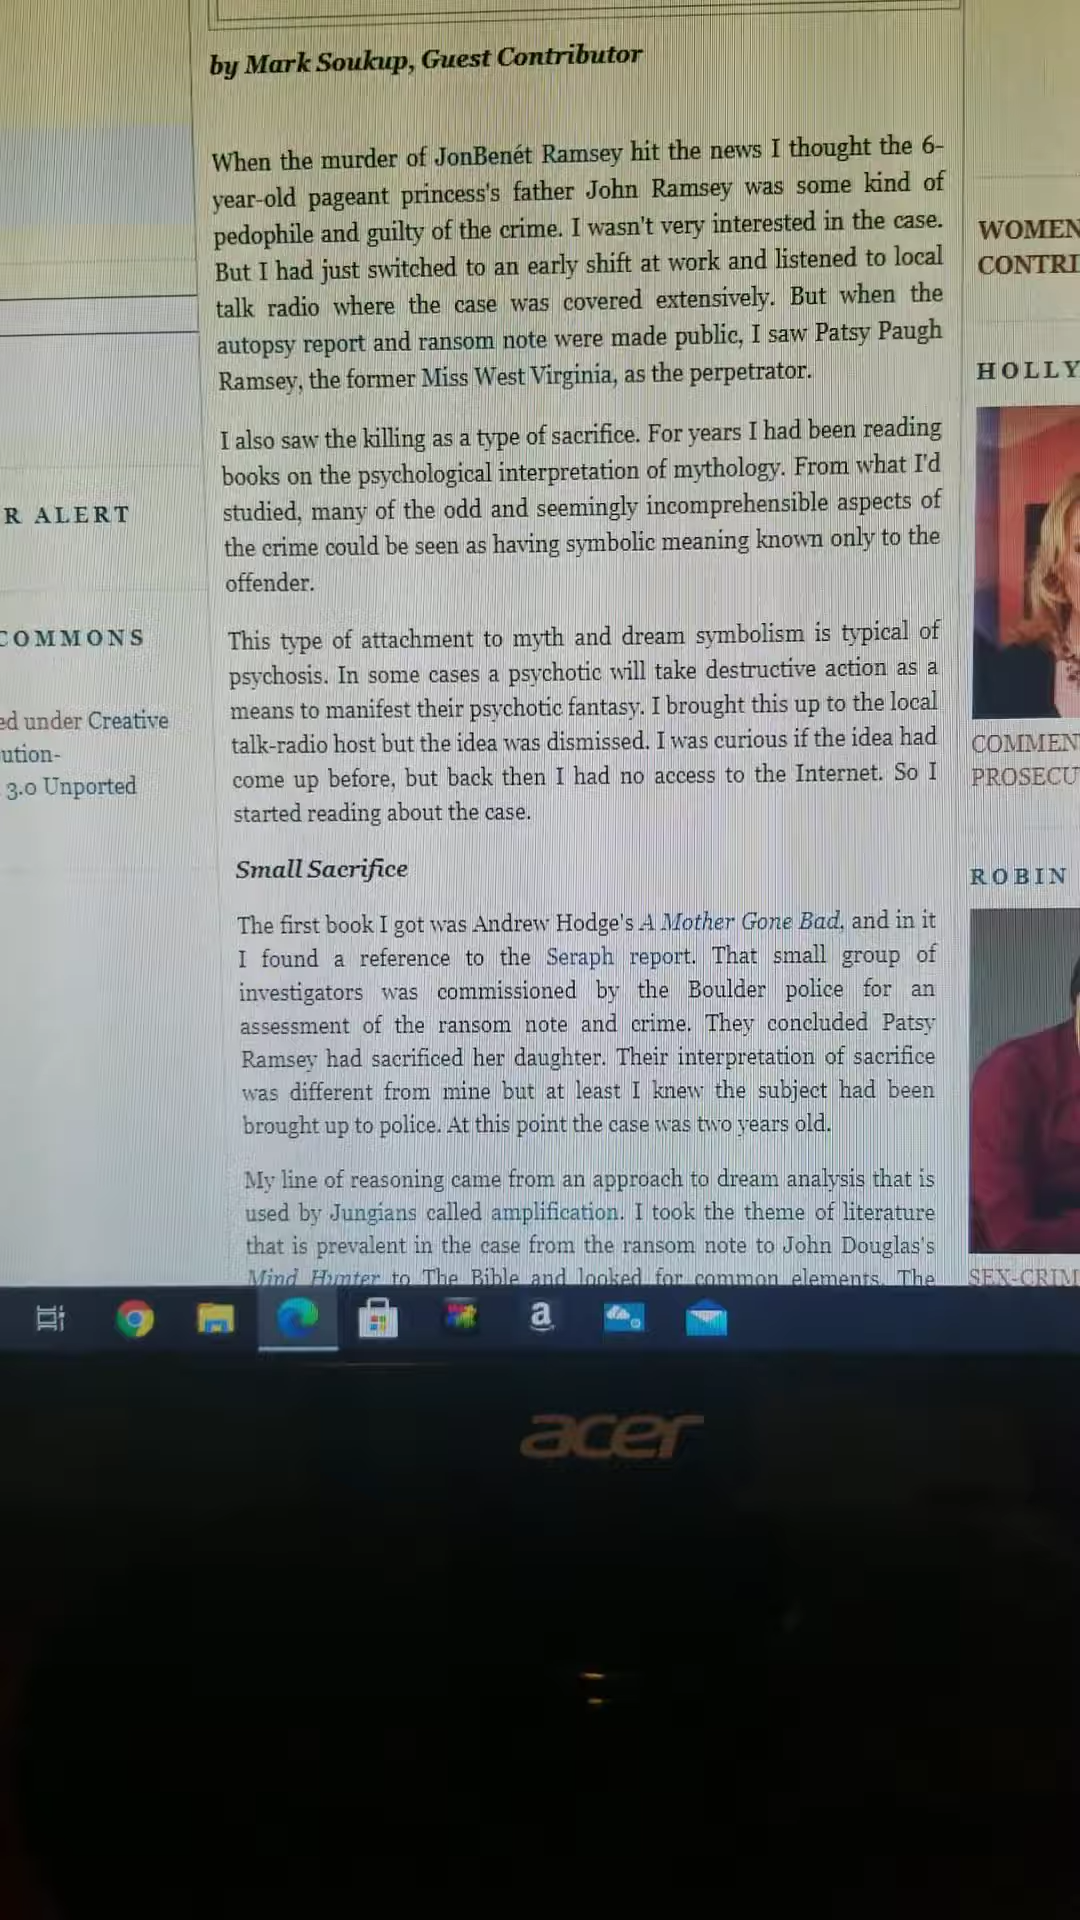 by Mark Soukup, Guest Contributor
When the murder of JonBenét Ramsey hit the news I thought the 6-
year-old pageant princess's father John Ramsey was some kind of
pedophile and guilty of the crime. I wasn't very interested in the case.
But I had just switched to an early shift at work and listened to local
talk radio where the case was covered extensively. But when the
autopsy report and ransom note were made public, I saw Patsy Paugh
Ramsey, the former Miss West Virginia, as the perpetrator.
I also saw the killing as a type of sacrifice. For years I had been reading
books on the psychological interpretation of mythology. From what I'd
studied, many of the odd and seemingly incomprehensible aspects of
the crime could be seen as having symbolic meaning known only to the
offender.
This type of attachment to myth and dream symbolism is typical of
psychosis. In some cases a psychotic will take destructive action as a
means to manifest their psychotic fantasy. I brought this up to the local
talk-radio host but the idea was dismissed. I was curious if the idea had
come up before, but back then I had no access to the Internet. So I
started reading about the case.
Small Sacrifice
The first book I got was Andrew Hodge's A Mother Gone Bad, and in it
I found a reference to the Seraph report. That small group of
investigators was commissioned by the Boulder police for an
assessment of the ransom note and crime. They concluded Patsy
Ramsey had sacrificed her daughter. Their interpretation of sacrifice
was different from mine but at least I knew the subject had been
brought up to police. At this point the case was two years old.
My line of reasoning came from an approach to dream analysis that is
used by Jungians called amplification. I took the theme of literature
that is prevalent in the case from the ransom note to John Douglas's
Mind Hunter to The Bible and looked for common elements. The
R ALERT
COMMONS
ed under Creative
ution-
3.0 Unported
WOMEN
CONTRI
HOLLY
COMMEN
PROSECU
ROBIN
SEX-CRIM
a
acer